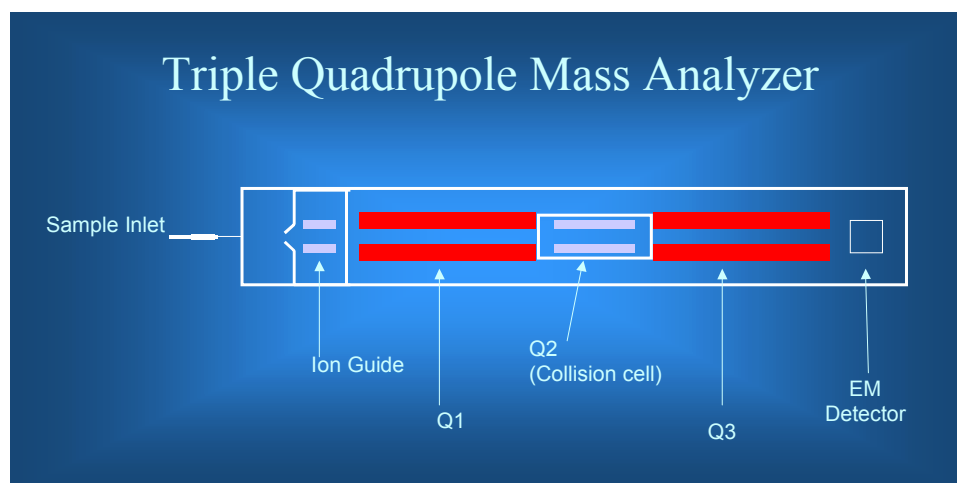 Triple Quadrupole Mass Analyzer
Sample Inlet
Ion Guide
Q1
Q2
(Collision cell)
Q3
EM
Detector